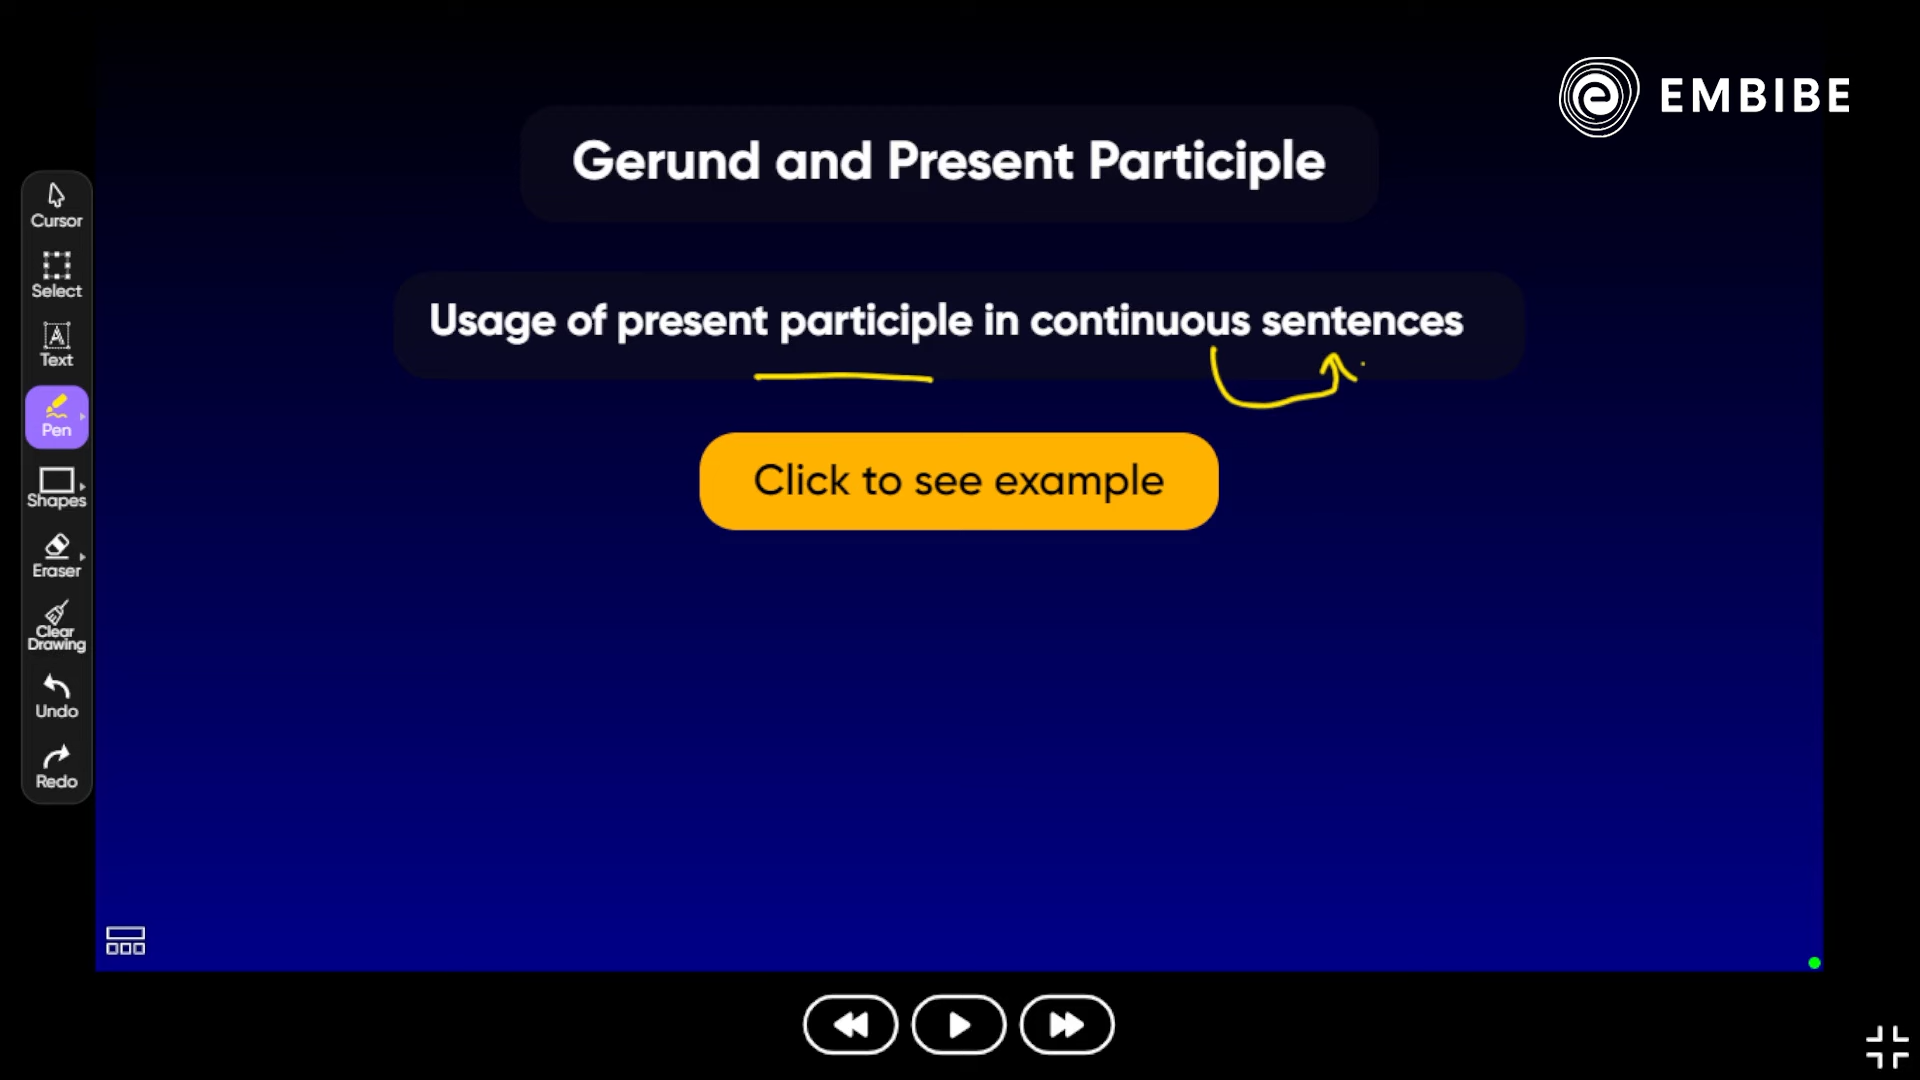 EMBIBE
Gerund and Present Participle
Usage of present participle in continuous sentences
Click to see example
Cursor
Select
Text
Pen
Shapes
Eraser
Clear
Drawing
Undo
Redo